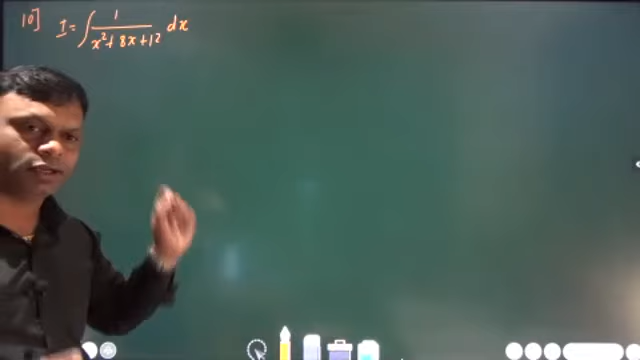 10] I = ∫ 1/(x² + 8x + 12) dx